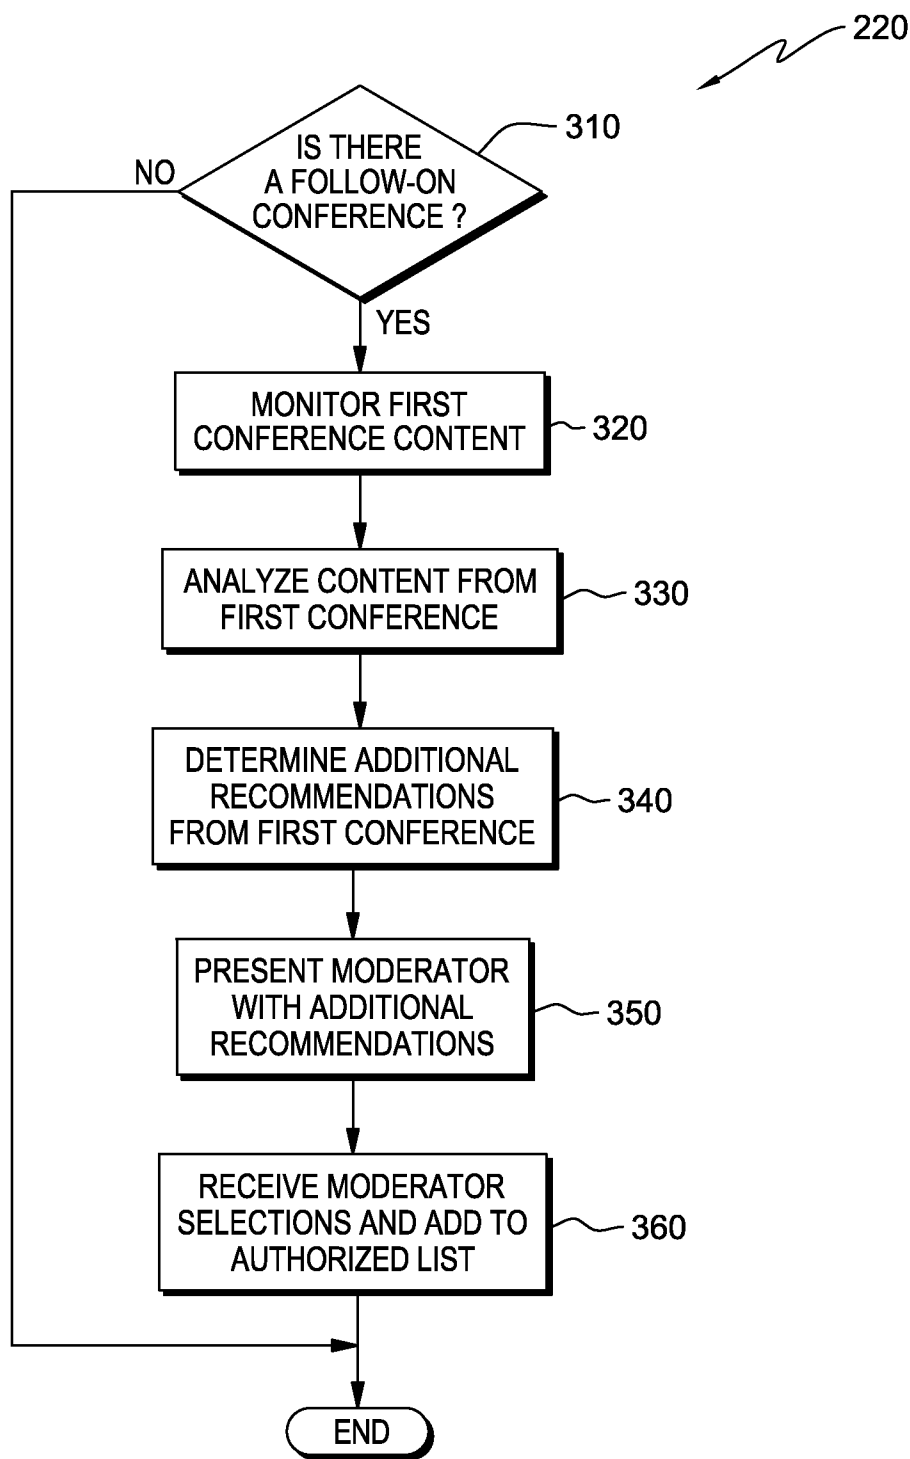 220
310
IS THERE
A FOLLOW-ON
CONFERENCE ?
NO
YES
MONITOR FIRST
CONFERENCE CONTENT
320
ANALYZE CONTENT FROM
FIRST CONFERENCE
330
DETERMINE ADDITIONAL
RECOMMENDATIONS
FROM FIRST CONFERENCE
340
PRESENT MODERATOR
WITH ADDITIONAL
RECOMMENDATIONS
350
RECEIVE MODERATOR
SELECTIONS AND ADD TO
AUTHORIZED LIST
360
END